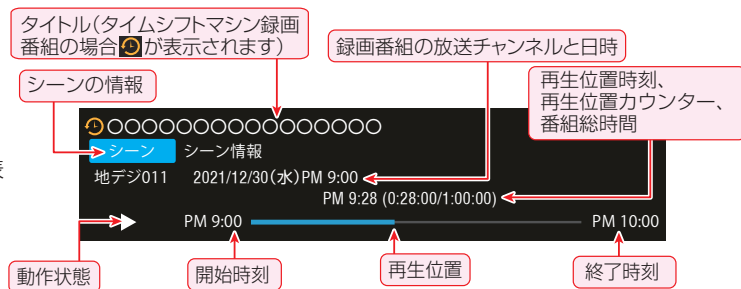 タイトル（タイムシフトマシン録画
番組の場合 が表示されます）
録画番組の放送チャンネルと日時
シーンの情報
再生位置時刻、
再生位置カウンター、
番組総時間
〇〇〇〇〇〇〇〇〇〇〇〇〇〇〇〇
シーン シーン情報
地デジ011 2021/12/30（水）PM 9:00
PM 9:28 (0:28:00/1:00:00)
PM 9:00 PM 10:00
動作状態
開始時刻
再生位置
終了時刻